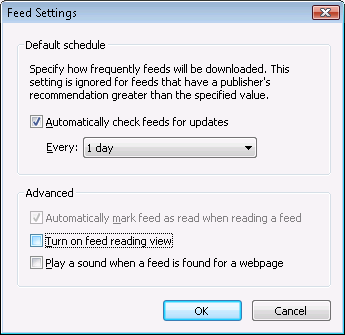 Feed Settings
Default schedule
Specify how frequently feeds will be downloaded. This
setting is ignored for feeds that have a publisher's
recommendation greater than the specified value.
Automatically check feeds for updates
Every: 1 day
Advanced
Automatically mark feed as read when reading a feed
Turn on feed reading view
Play a sound when a feed is found for a webpage
OK Cancel